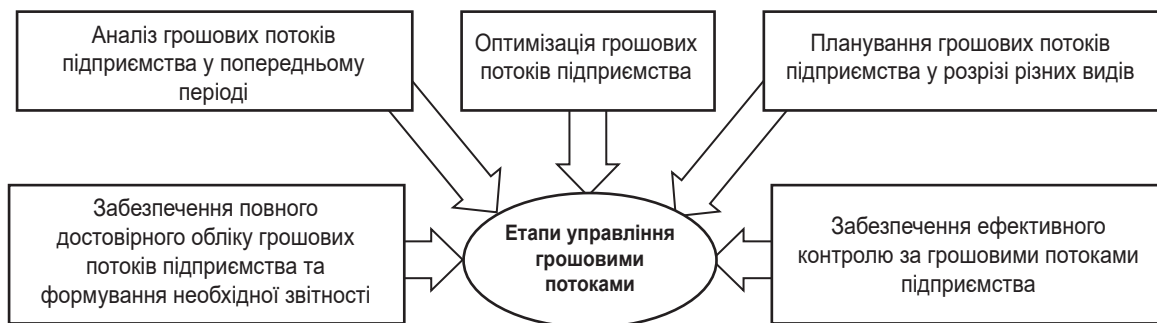 Аналіз грошових потоків
підприємства у попередньому
періоді
Оптимізація грошових
потоків підприємства
Планування грошових потоків
підприємства у розрізі різних видів
Забезпечення повного
достовірного обліку грошових
потоків підприємства та
формування необхідної звітності
Етапи управління
грошовими
потоками
Забезпечення ефективного
контролю за грошовими потоками
підприємства